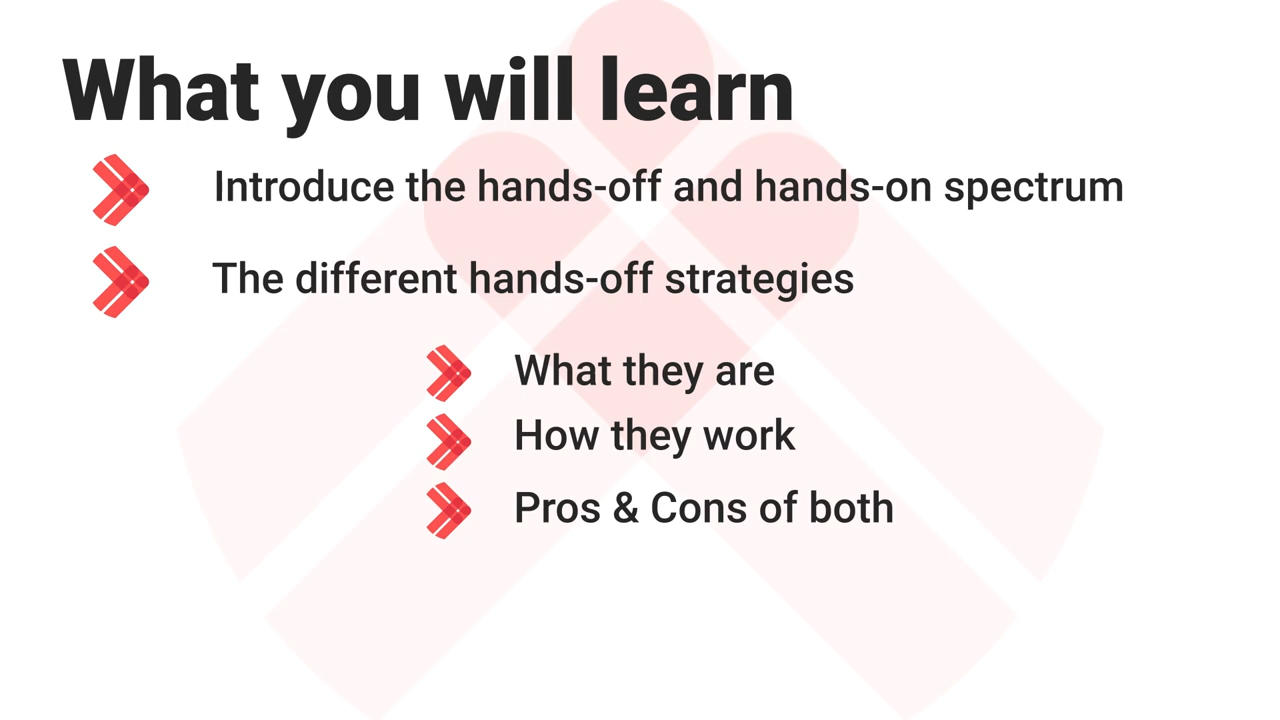 What you will learn
Introduce the hands-off and hands-on spectrum
The different hands-off strategies
What they are
How they work
Pros & Cons of both